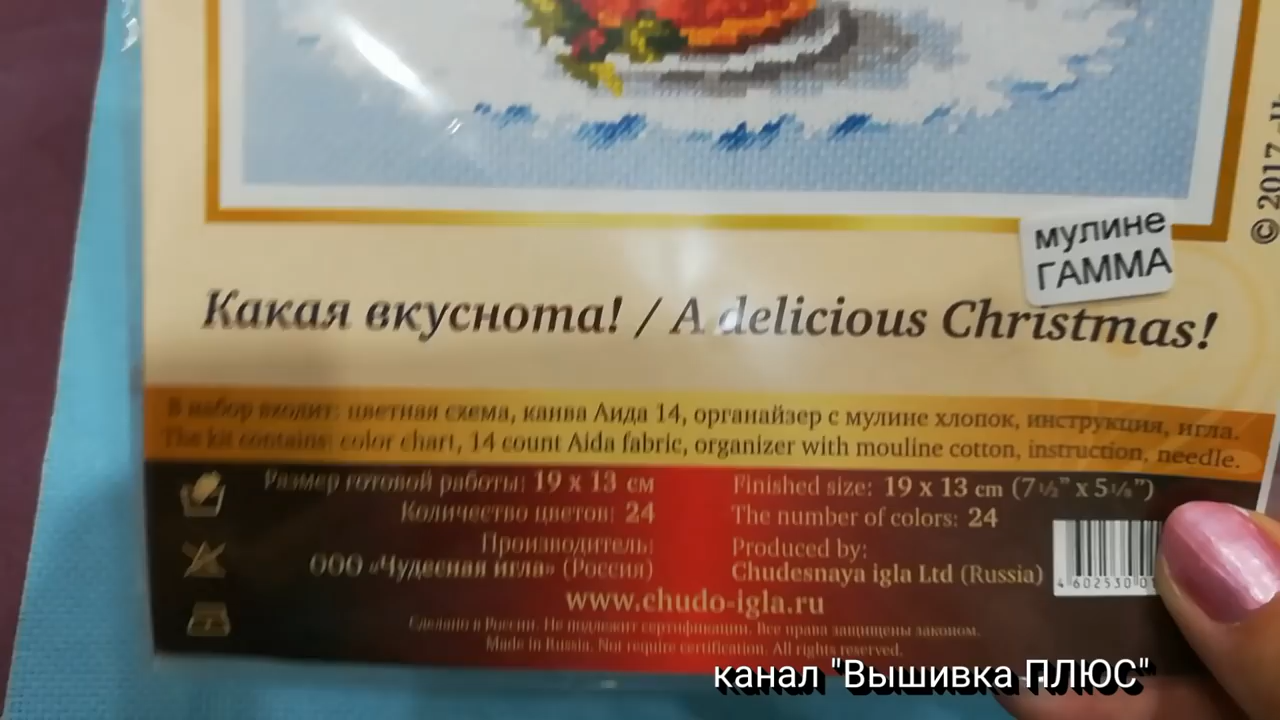 © 2017
мулине
ГАММА
Какая вкуснота! / A delicious Christmas!
В набор входит: цветная схема, канва Аида 14, органайзер с мулине хлопок, инструкция, игла.
The kit contains: color chart, 14 count Aida fabric, organizer with mouline cotton, instruction, needle.
Размер готовой работы: 19 х 13 см
Количество цветов: 24
Производитель:
ООО «Чудесная игла» (Россия)
Finished size: 19 x 13 cm (7 ½" x 5 ⅛")
The number of colors: 24
Produced by:
Chudesnaya igla Ltd (Russia)
4 602530 0
www.chudo-igla.ru
Сделано в России. Не подлежит сертификации. Все права защищены законом.
Made in Russia. Not require certification. All rights reserved.
канал "Вышивка ПЛЮС"